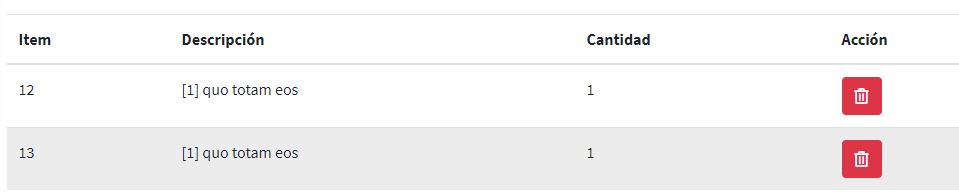 Item Descripción Cantidad Acción
12 [1] quo totam eos 1
13 [1] quo totam eos 1